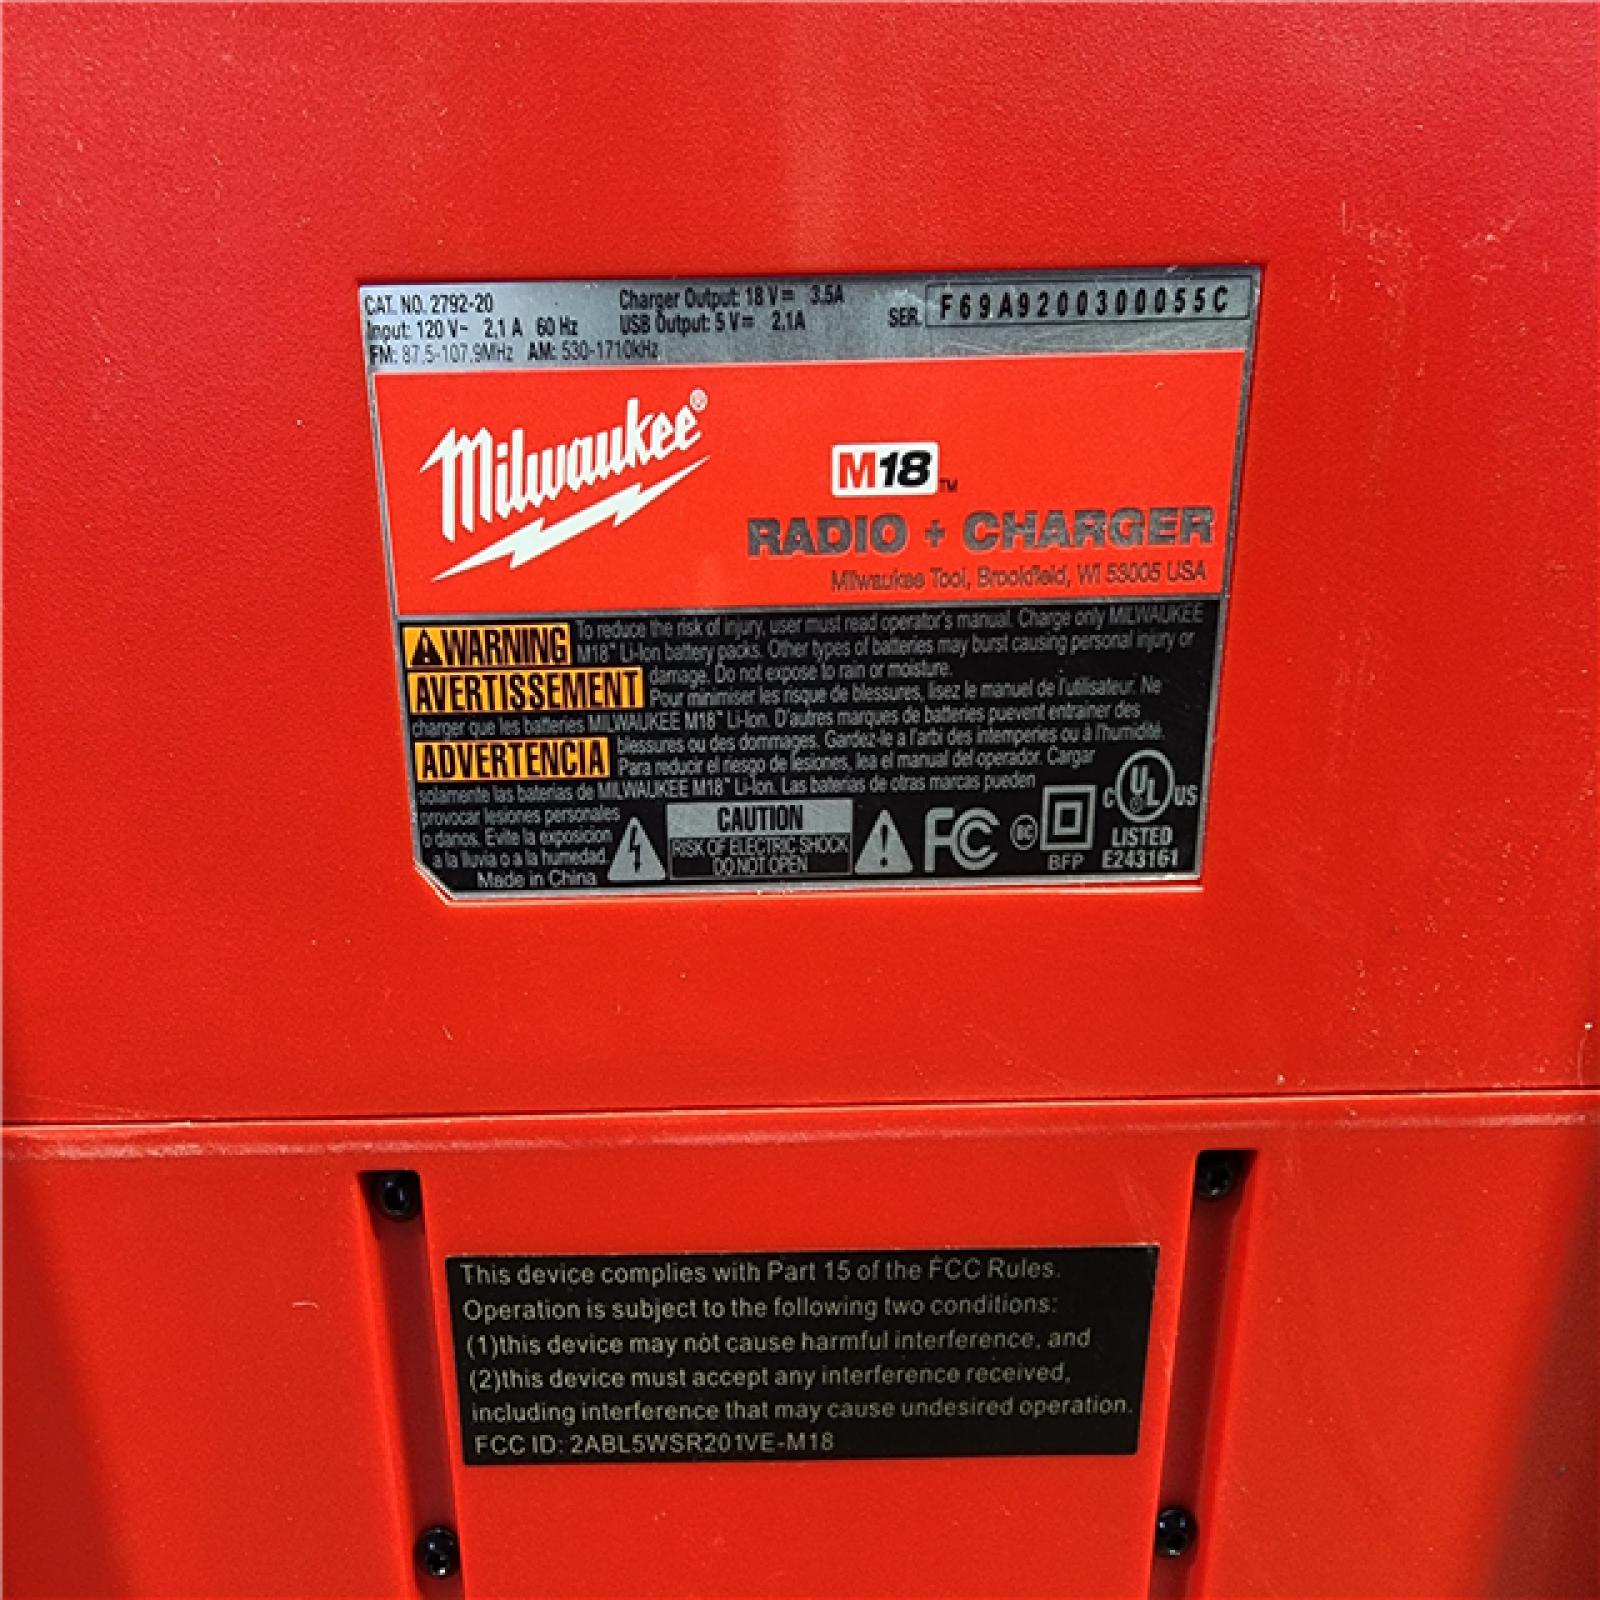 CAT. NO. 2792-20
Input: 120 V~ 2.1 A 60 Hz
FM: 87.5-107.9MHz AM: 530-1710kHz
Charger Output: 18 V⎓ 3.5A
USB Output: 5 V⎓ 2.1A
SER. F69A9200300055C
Milwaukee®
M18™
RADIO + CHARGER
Milwaukee Tool, Brookfield, WI 53005 USA
WARNING To reduce the risk of injury, user must read operator's manual. Charge only MILWAUKEE
M18™ Li-Ion battery packs. Other types of batteries may burst causing personal injury or
damage. Do not expose to rain or moisture.
AVERTISSEMENT Pour minimiser les risque de blessures, lisez le manuel de l'utilisateur. Ne
charger que les batteries MILWAUKEE M18™ Li-Ion. D'autres marques de batteries puevent entrainer des
blessures ou des dommages. Gardez-le a l'arbi des intemperies ou à l'humidité.
ADVERTENCIA Para reducir el riesgo de lesiones, lea el manual del operador. Cargar
solamente las baterias de MILWAUKEE M18™ Li-Ion. Las baterias de otras marcas pueden
provocar lesiones personales
o danos. Evite la exposicion
a la lluvia o a la humedad.
Made in China
CAUTION
RISK OF ELECTRIC SHOCK
DO NOT OPEN
FC
BC
BFP
C UL® US
LISTED
E243161
This device complies with Part 15 of the FCC Rules.
Operation is subject to the following two conditions:
(1)this device may not cause harmful interference, and
(2)this device must accept any interference received,
including interference that may cause undesired operation.
FCC ID: 2ABL5WSR201VE-M18